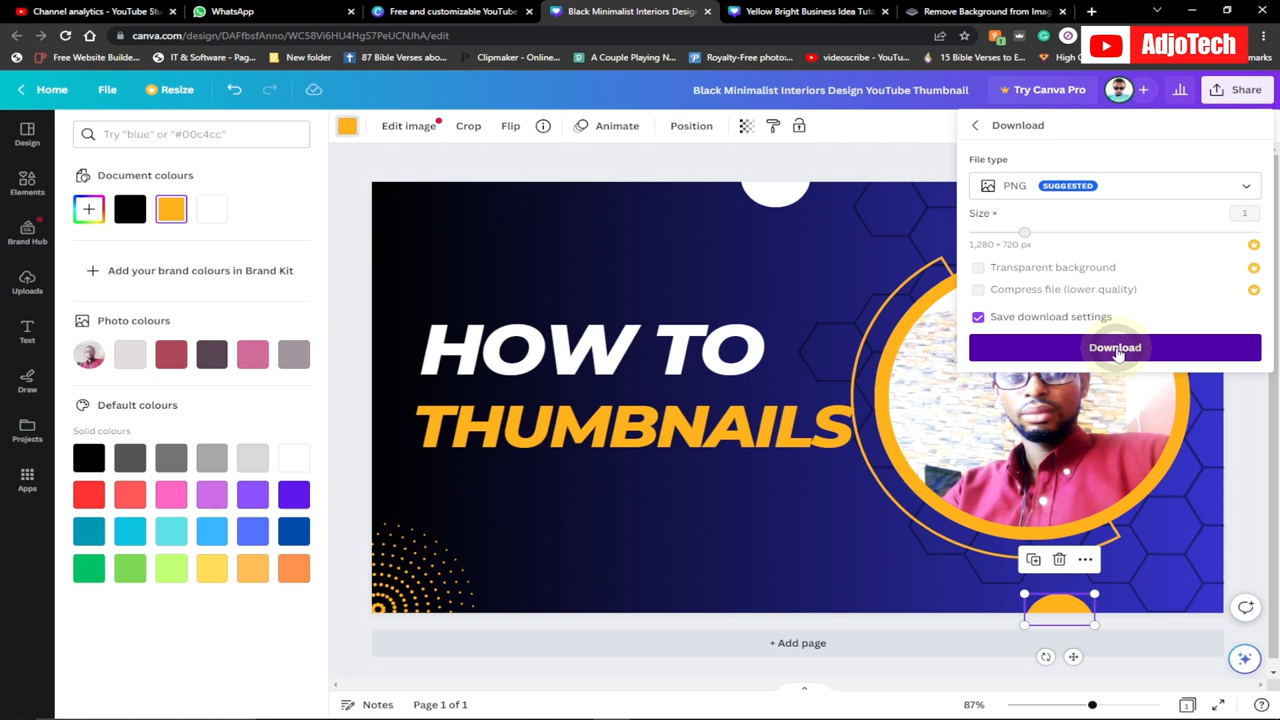 Channel analytics - YouTube Stu
WhatsApp
Free and customizable YouTube
Black Minimalist Interiors Desig
Yellow Bright Business Idea Tuto
Remove Background from Imag
canva.com/design/DAFfbsfAnno/WC58Vi6HU4HgS7PeUCNJhA/edit
Free Website Builde...
IT & Software - Pag...
New folder
87 Bible Verses abo...
Clipmaker - Online...
A Couple Playing N...
Royalty-Free photo:...
videoscribe - YouTu...
15 Bible Verses to E...
High C
marks
AdjoTech
Home
File
Resize
Black Minimalist Interiors Design YouTube Thumbnail
Try Canva Pro
Share
Design
Elements
Brand Hub
Uploads
Text
Draw
Projects
Apps
Try "blue" or "#00c4cc"
Document colours
Add your brand colours in Brand Kit
Photo colours
Default colours
Solid colours
Edit image
Crop
Flip
Animate
Position
Download
File type
PNG SUGGESTED
Size ×
1
1,280 × 720 px
Transparent background
Compress file (lower quality)
Save download settings
Download
HOW TO
THUMBNAILS
+ Add page
Notes
Page 1 of 1
87%
1